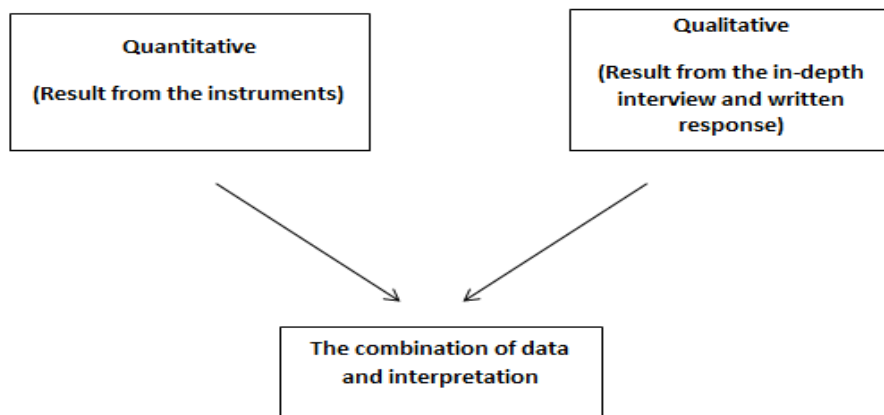 Quantitative
(Result from the instruments)
Qualitative
(Result from the in-depth
interview and written
response)
The combination of data
and interpretation